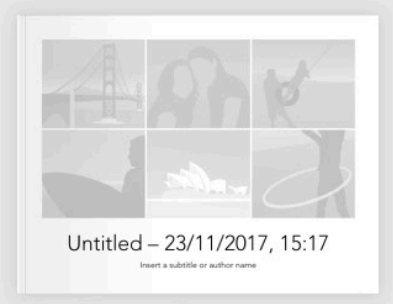 Untitled – 23/11/2017, 15:17
Insert a subtitle or author name